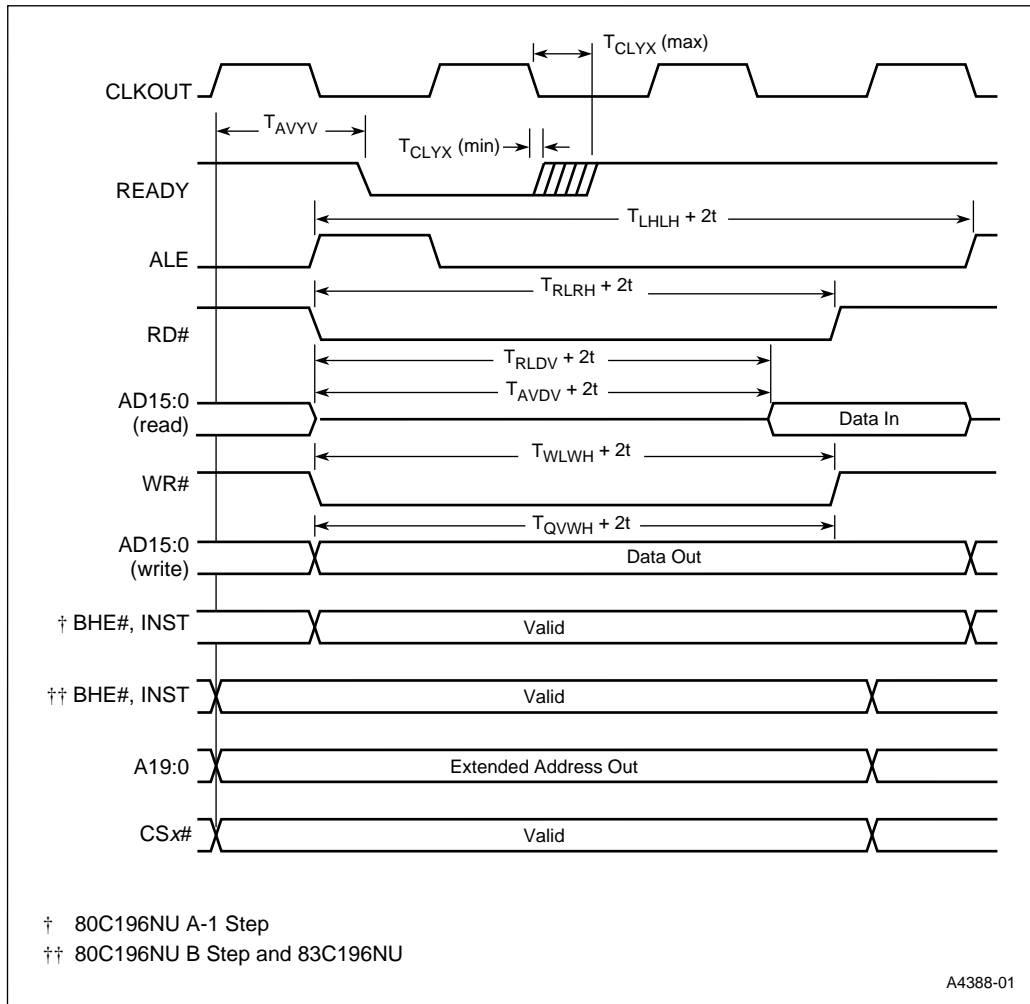 T_CLYX (max)
CLKOUT
T_AVYV
T_CLYX (min)
READY
T_LHLH + 2t
ALE
T_RLRH + 2t
RD#
T_RLDV + 2t
T_AVDV + 2t
AD15:0
(read)
Data In
T_WLWH + 2t
WR#
T_QVWH + 2t
AD15:0
(write)
Data Out
† BHE#, INST
Valid
†† BHE#, INST
Valid
A19:0
Extended Address Out
CSx#
Valid
† 80C196NU A-1 Step
†† 80C196NU B Step and 83C196NU
A4388-01